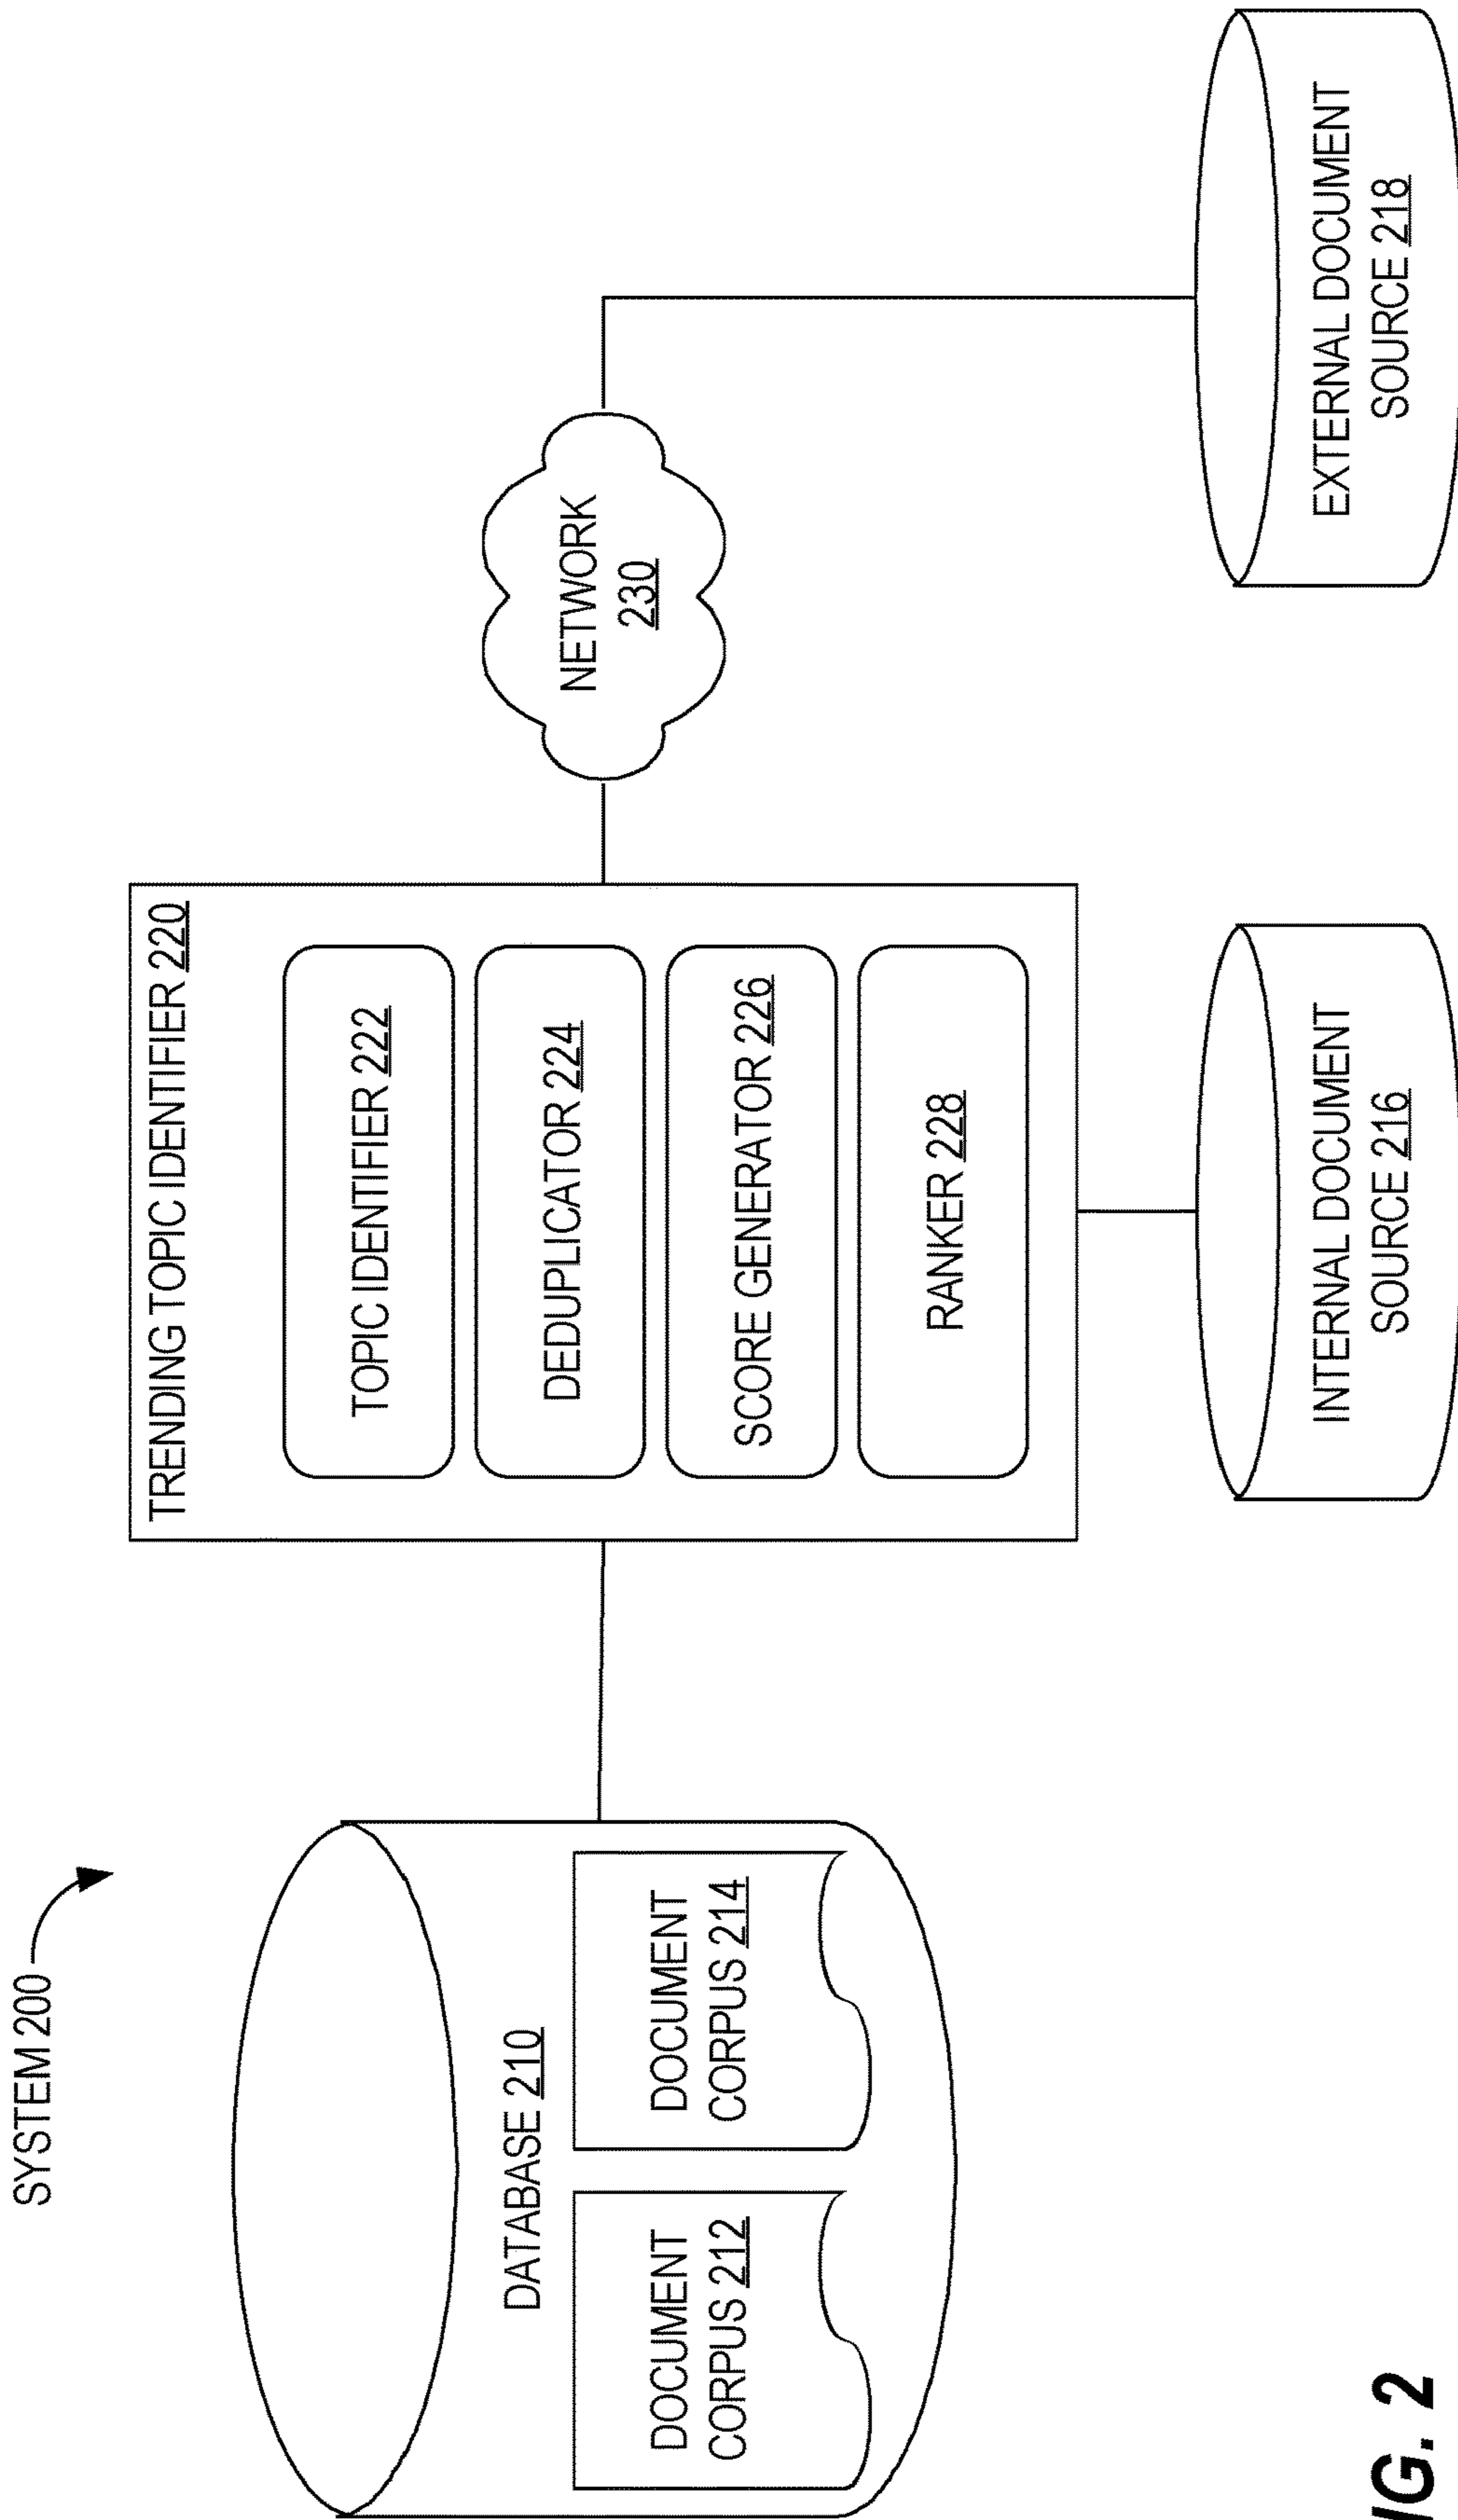 SYSTEM 200
DATABASE 210
DOCUMENT
CORPUS 212
DOCUMENT
CORPUS 214
TRENDING TOPIC IDENTIFIER 220
TOPIC IDENTIFIER 222
DEDUPLICATOR 224
SCORE GENERATOR 226
RANKER 228
NETWORK
230
INTERNAL DOCUMENT
SOURCE 216
EXTERNAL DOCUMENT
SOURCE 218
IG. 2